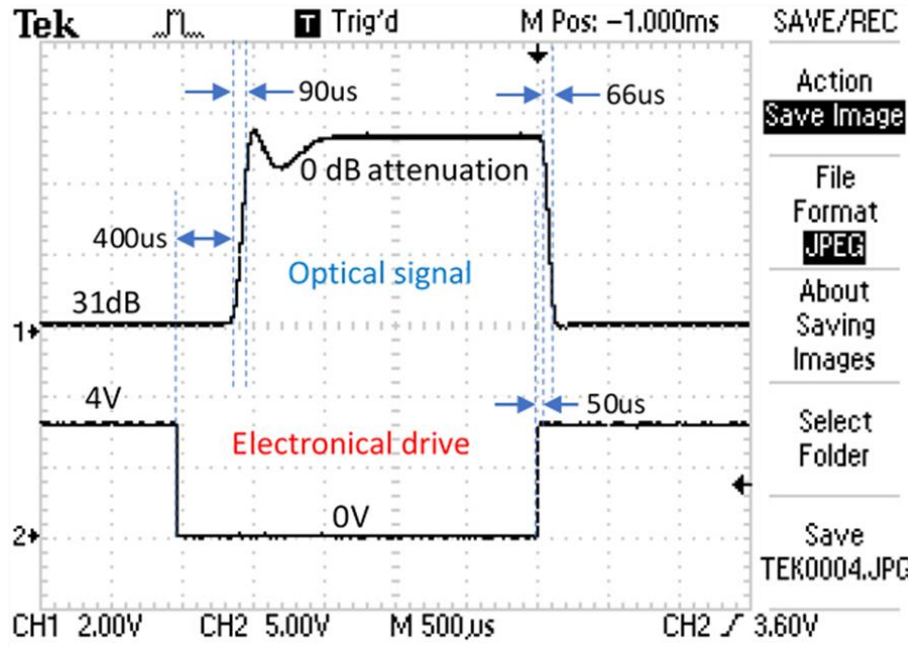 Tek T Trig'd M Pos: -1.000ms SAVE/REC
Action
Save Image
File
Format
JPEG
About
Saving
Images
Select
Folder
Save
TEK0004.JPG
90us
66us
0 dB attenuation
400us
Optical signal
31dB
1
4V
50us
Electronical drive
0V
2
CH1 2.00V CH2 5.00V M 500µs CH2 3.60V